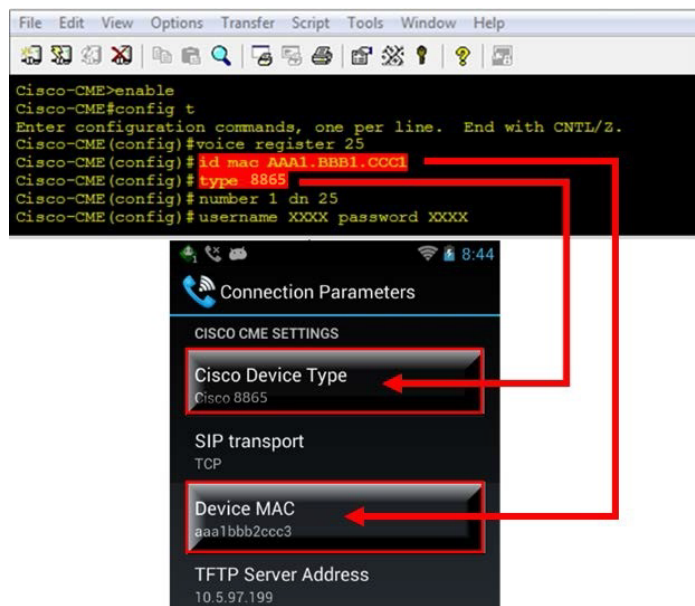 File Edit View Options Transfer Script Tools Window Help
Cisco-CME>enable
Cisco-CME#config t
Enter configuration commands, one per line. End with CNTL/Z.
Cisco-CME(config)#voice register 25
Cisco-CME(config)#id mac AAA1.BBB1.CCC1
Cisco-CME(config)#type 8865
Cisco-CME(config)#number 1 dn 25
Cisco-CME(config)#username XXXX password XXXX
8:44
Connection Parameters
CISCO CME SETTINGS
Cisco Device Type
Cisco 8865
SIP transport
TCP
Device MAC
aaa1bbb2ccc3
TFTP Server Address
10.5.97.199